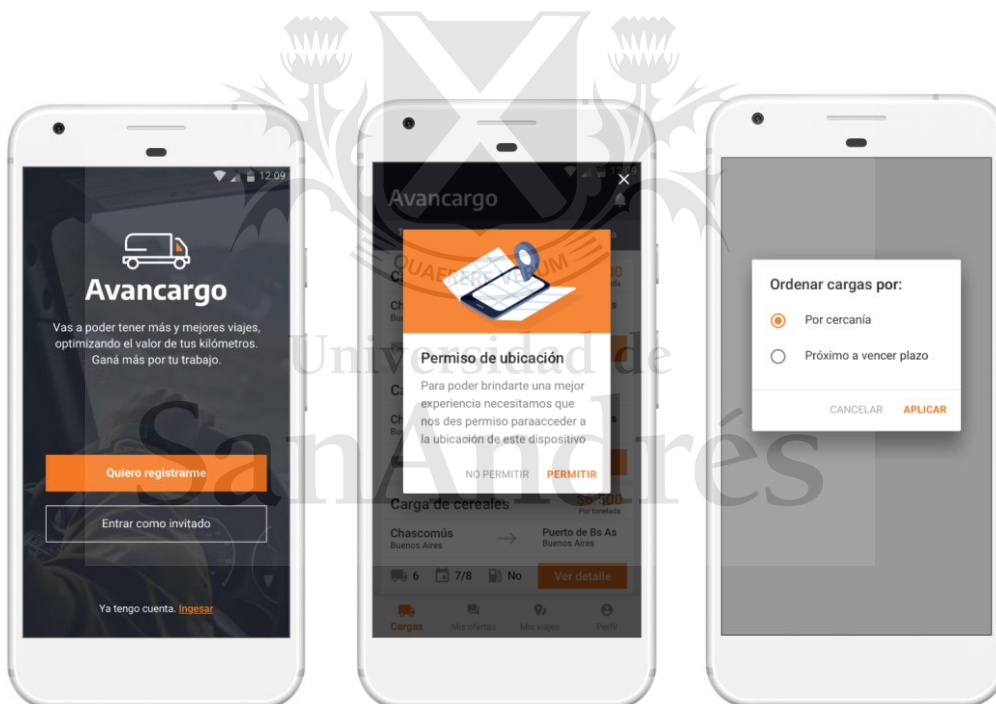 12:09
Avancargo
Vas a poder tener más y mejores viajes,
optimizando el valor de tus kilómetros.
Ganá más por tu trabajo.
Quiero registrarme
Entrar como invitado
Ya tengo cuenta. Ingesar
Avancargo
QUAERERE VERUM
Permiso de ubicación
Para poder brindarte una mejor
experiencia necesitamos que
nos des permiso paraacceder a
la ubicación de este dispositivo
NO PERMITIR PERMITIR
Carga de cereales
Por tonelada
Chascomús Puerto de Bs As
Buenos Aires Buenos Aires
6 7/8 No Ver detalle
Cargas Mis ofertas Mis viajes Perfil
Ordenar cargas por:
Por cercanía
Próximo a vencer plazo
CANCELAR APLICAR
Universidad de
SanAndrés